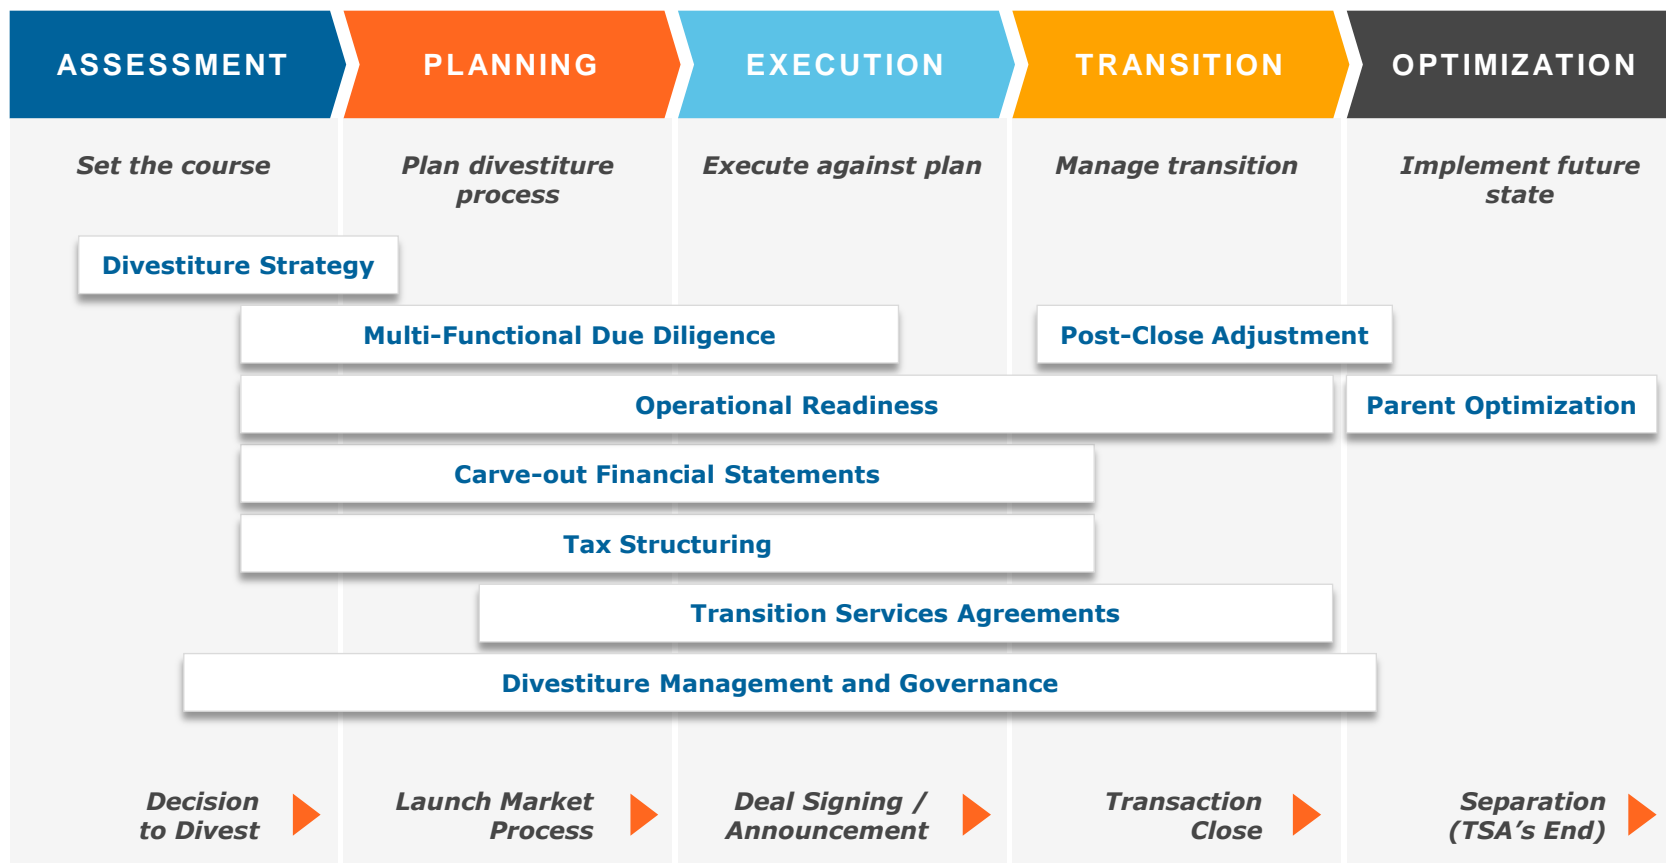 ASSESSMENT
PLANNING
EXECUTION
TRANSITION
OPTIMIZATION
Set the course
Plan divestiture
process
Execute against plan
Manage transition
Implement future
state
Divestiture Strategy
Multi-Functional Due Diligence
Post-Close Adjustment
Operational Readiness
Parent Optimization
Carve-out Financial Statements
Tax Structuring
Transition Services Agreements
Divestiture Management and Governance
Decision
to Divest
Launch Market
Process
Deal Signing /
Announcement
Transaction
Close
Separation
(TSA’s End)